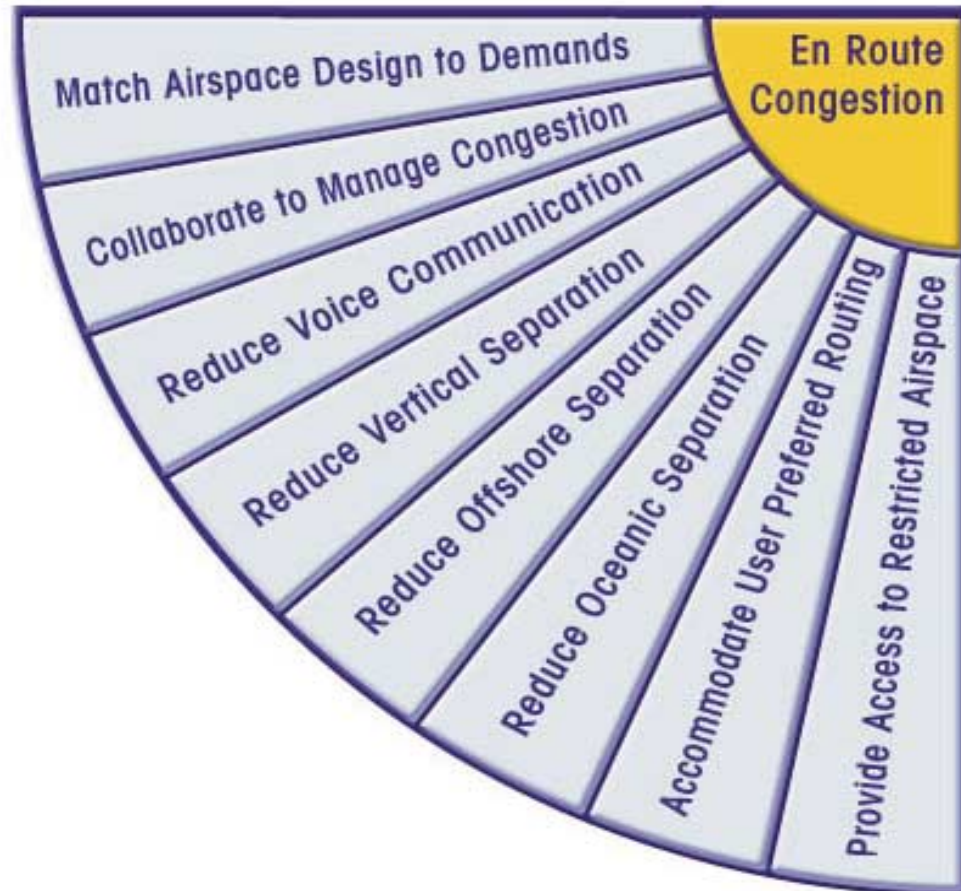 En Route
Congestion
Match Airspace Design to Demands
Collaborate to Manage Congestion
Reduce Voice Communication
Reduce Vertical Separation
Reduce Offshore Separation
Reduce Oceanic Separation
Accommodate User Preferred Routing
Provide Access to Restricted Airspace